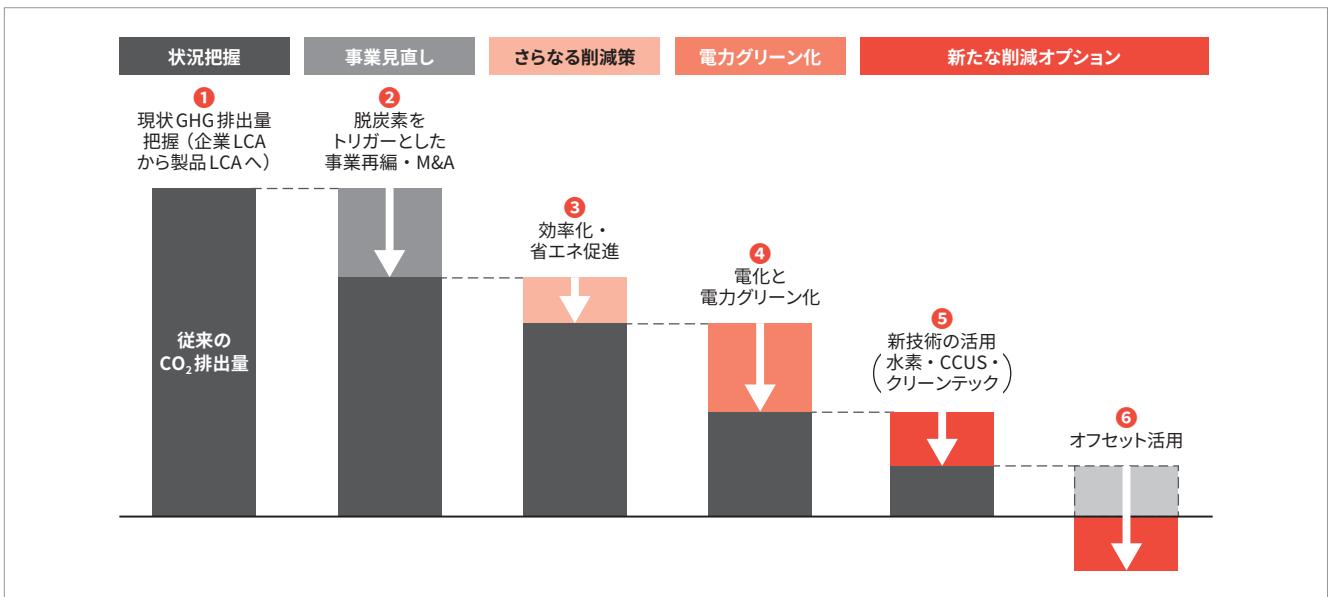 状況把握
事業見直し
さらなる削減策
電力グリーン化
新たな削減オプション
1
現状GHG排出量
把握（企業LCA
から製品LCAへ）
2
脱炭素を
トリガーとした
事業再編・M&A
3
効率化・
省エネ促進
4
電化と
電力グリーン化
5
新技術の活用
（水素・CCUS・
クリーンテック）
6
オフセット活用
従来の
CO₂排出量